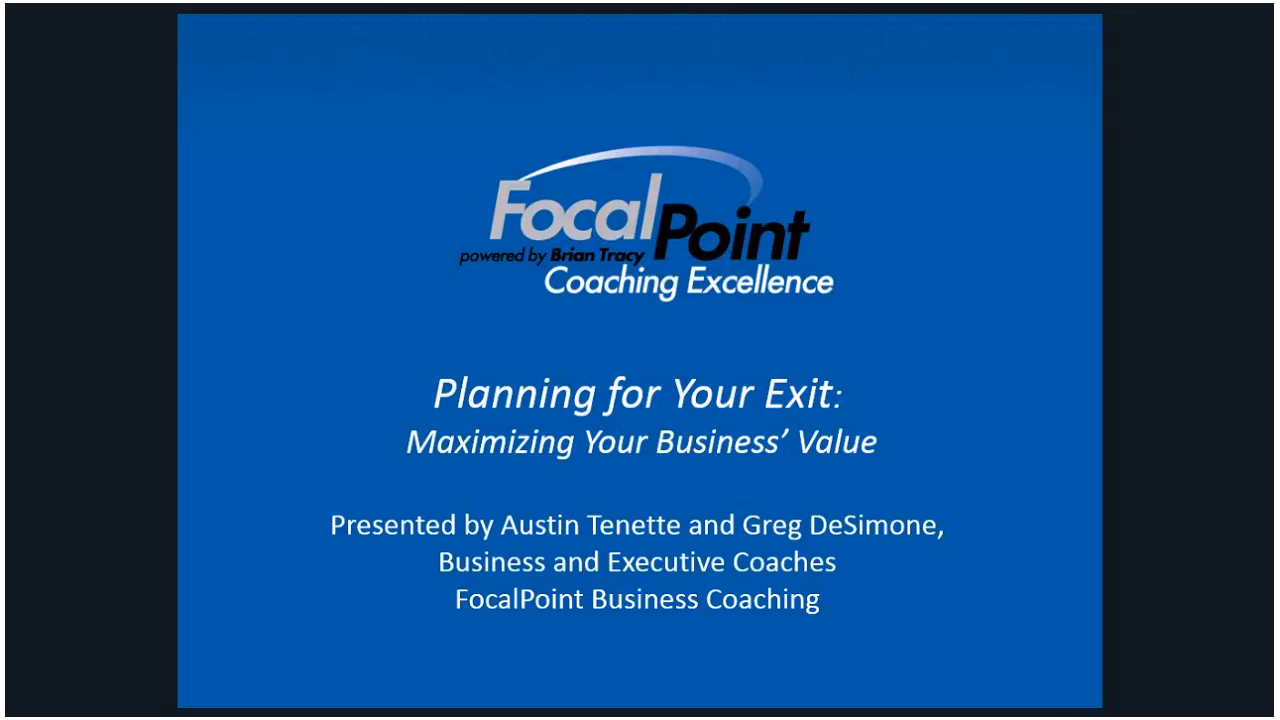 FocalPoint
powered by Brian Tracy
Coaching Excellence
Planning for Your Exit:
Maximizing Your Business’ Value
Presented by Austin Tenette and Greg DeSimone,
Business and Executive Coaches
FocalPoint Business Coaching